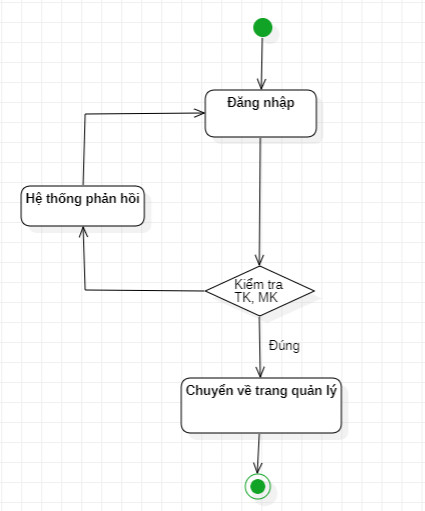 Đăng nhập
Hệ thống phản hồi
Kiểm tra
TK, MK
Đúng
Chuyển về trang quản lý